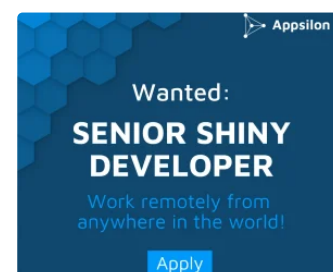 Appsilon
Wanted:
SENIOR SHINY
DEVELOPER
Work remotely from
anywhere in the world!
Apply